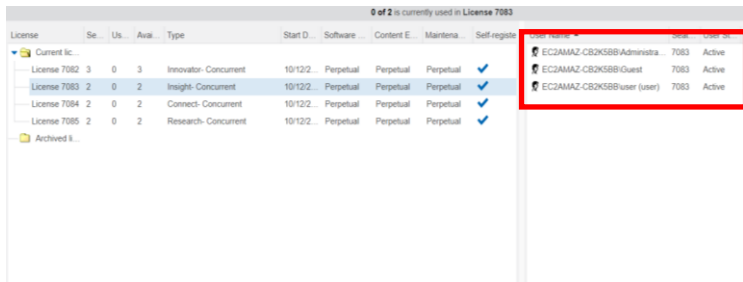 0 of 2 is currently used in License 7083
License Se... Us... Avai... Type Start D... Software ... Content E... Maintena... Self-registe
User Name Seat... User St...
Current lic...
License 7082 3 0 3 Innovator- Concurrent 10/12/2... Perpetual Perpetual Perpetual
License 7083 2 0 2 Insight- Concurrent 10/12/2... Perpetual Perpetual Perpetual
License 7084 2 0 2 Connect- Concurrent 10/12/2... Perpetual Perpetual Perpetual
License 7085 2 0 2 Research- Concurrent 10/12/2... Perpetual Perpetual Perpetual
Archived li...
EC2AMAZ-CB2K5BB\Administra... 7083 Active
EC2AMAZ-CB2K5BB\Guest 7083 Active
EC2AMAZ-CB2K5BB\user (user) 7083 Active